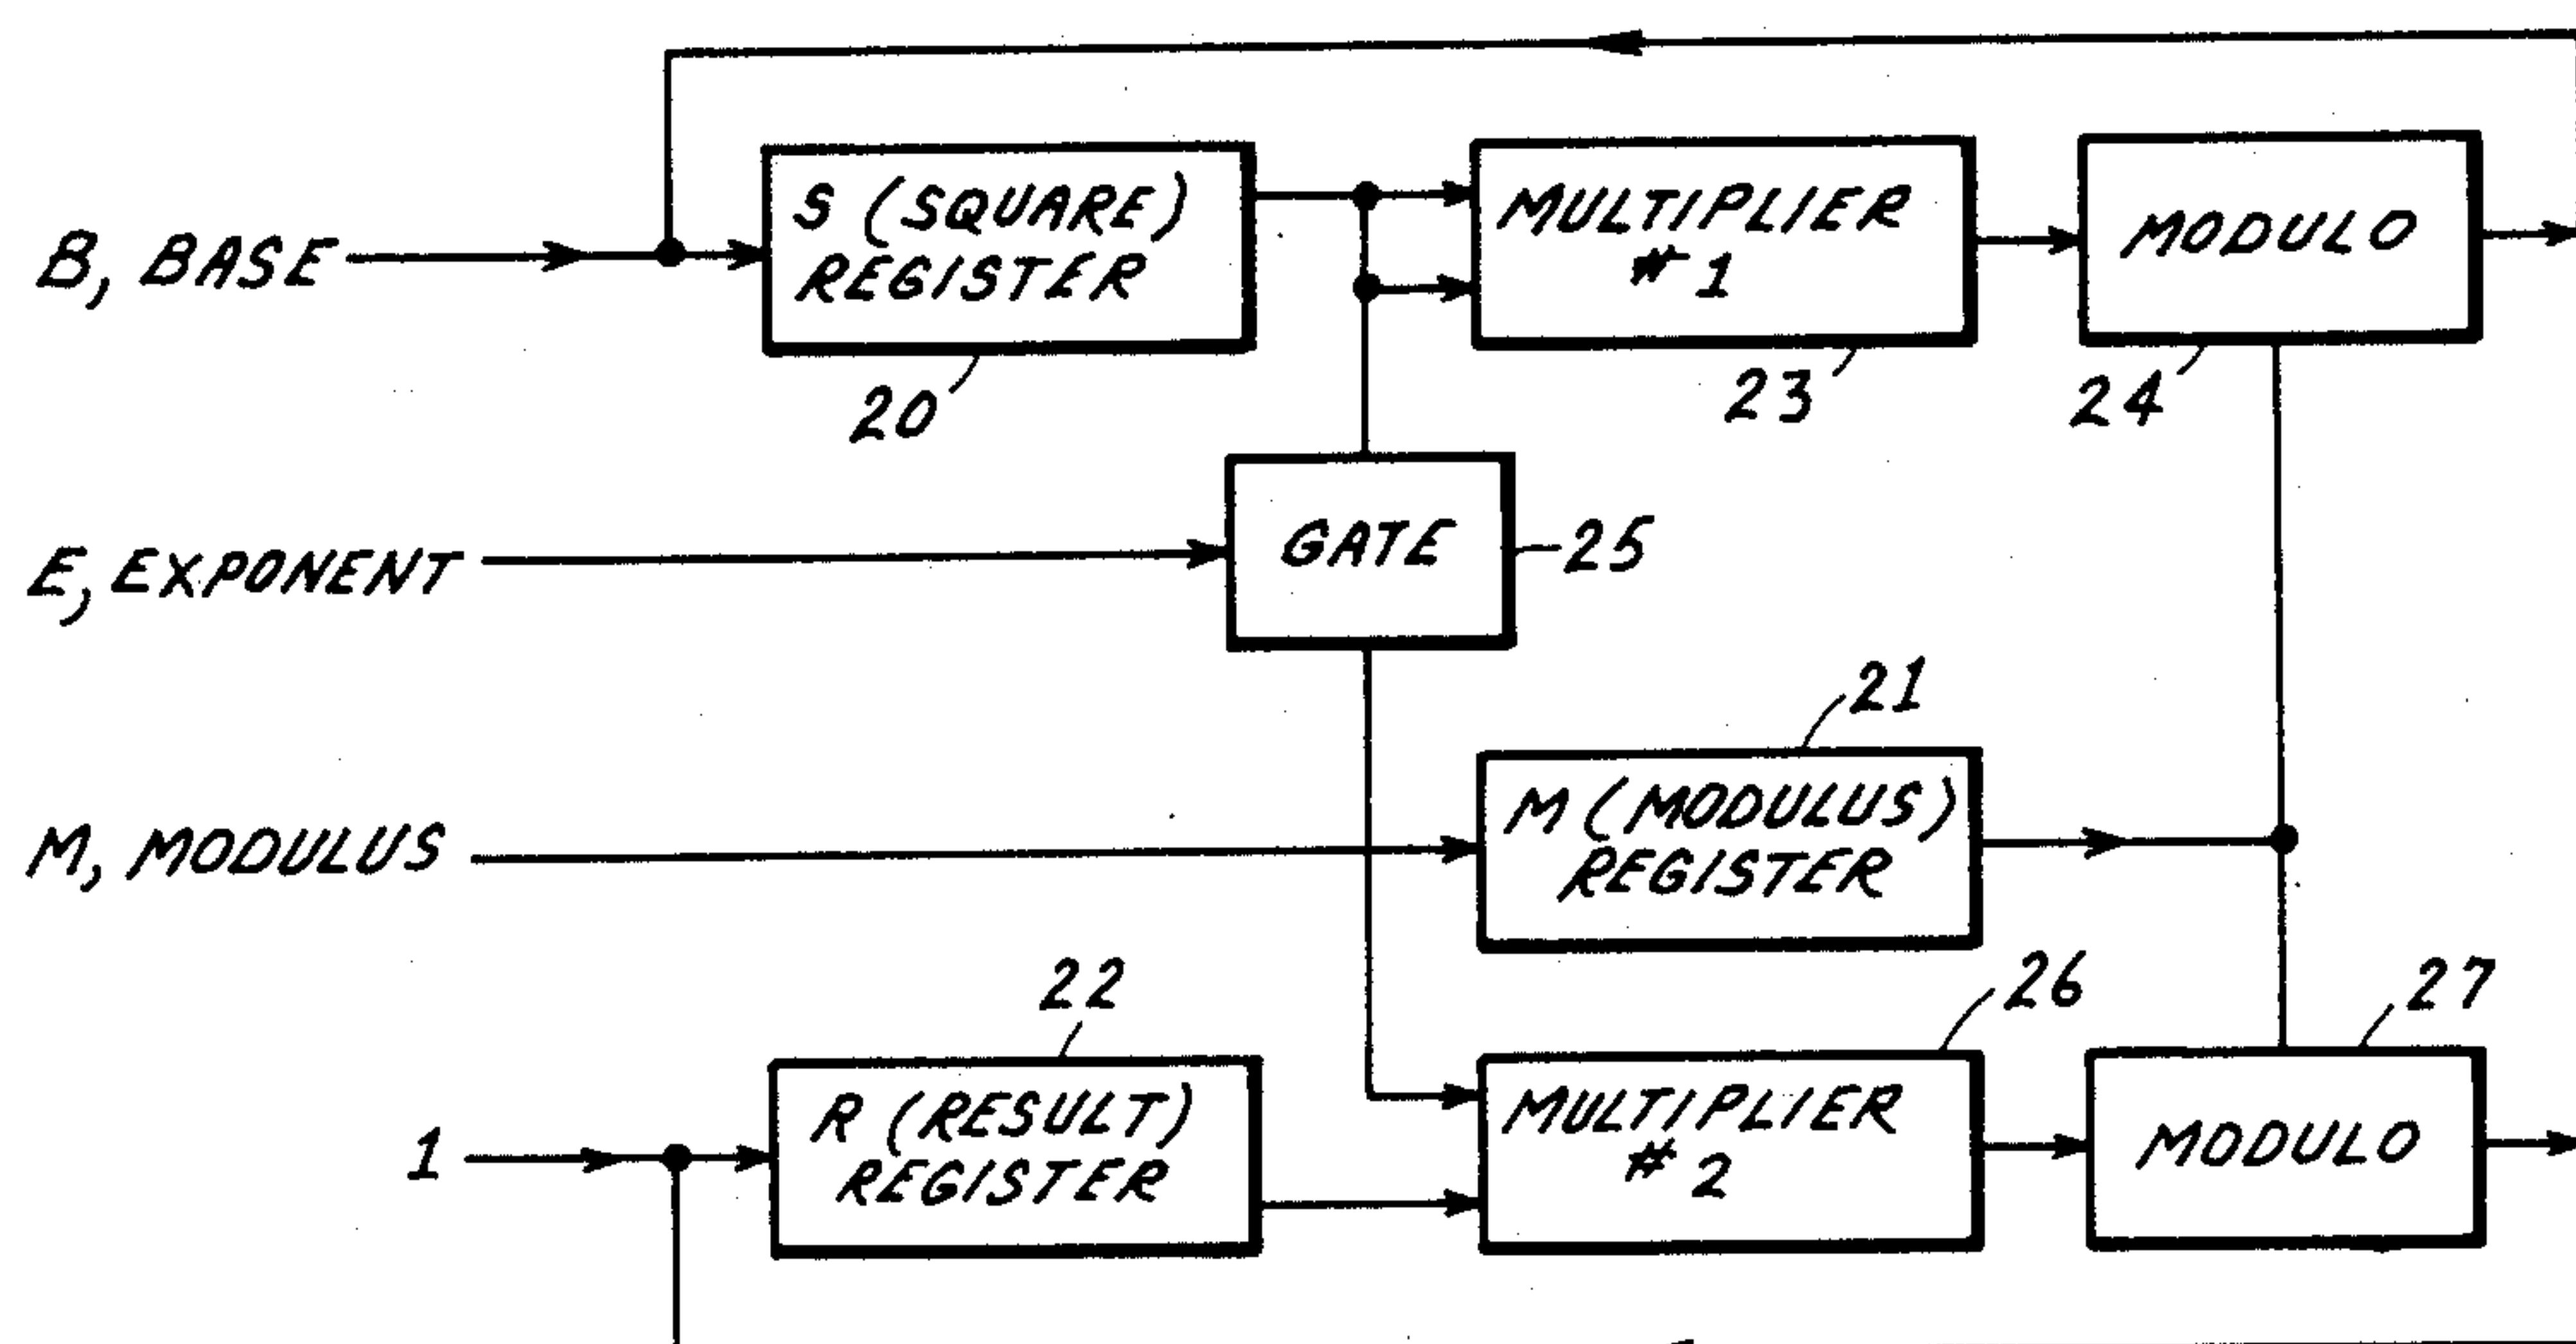 S (SQUARE)
REGISTER
20
MULTIPLIER
#1
23
MODULO
24
B, BASE
E, EXPONENT
GATE
25
M, MODULUS
21
M (MODULUS)
REGISTER
1
22
R (RESULT)
REGISTER
26
MULTIPLIER
#2
27
MODULO